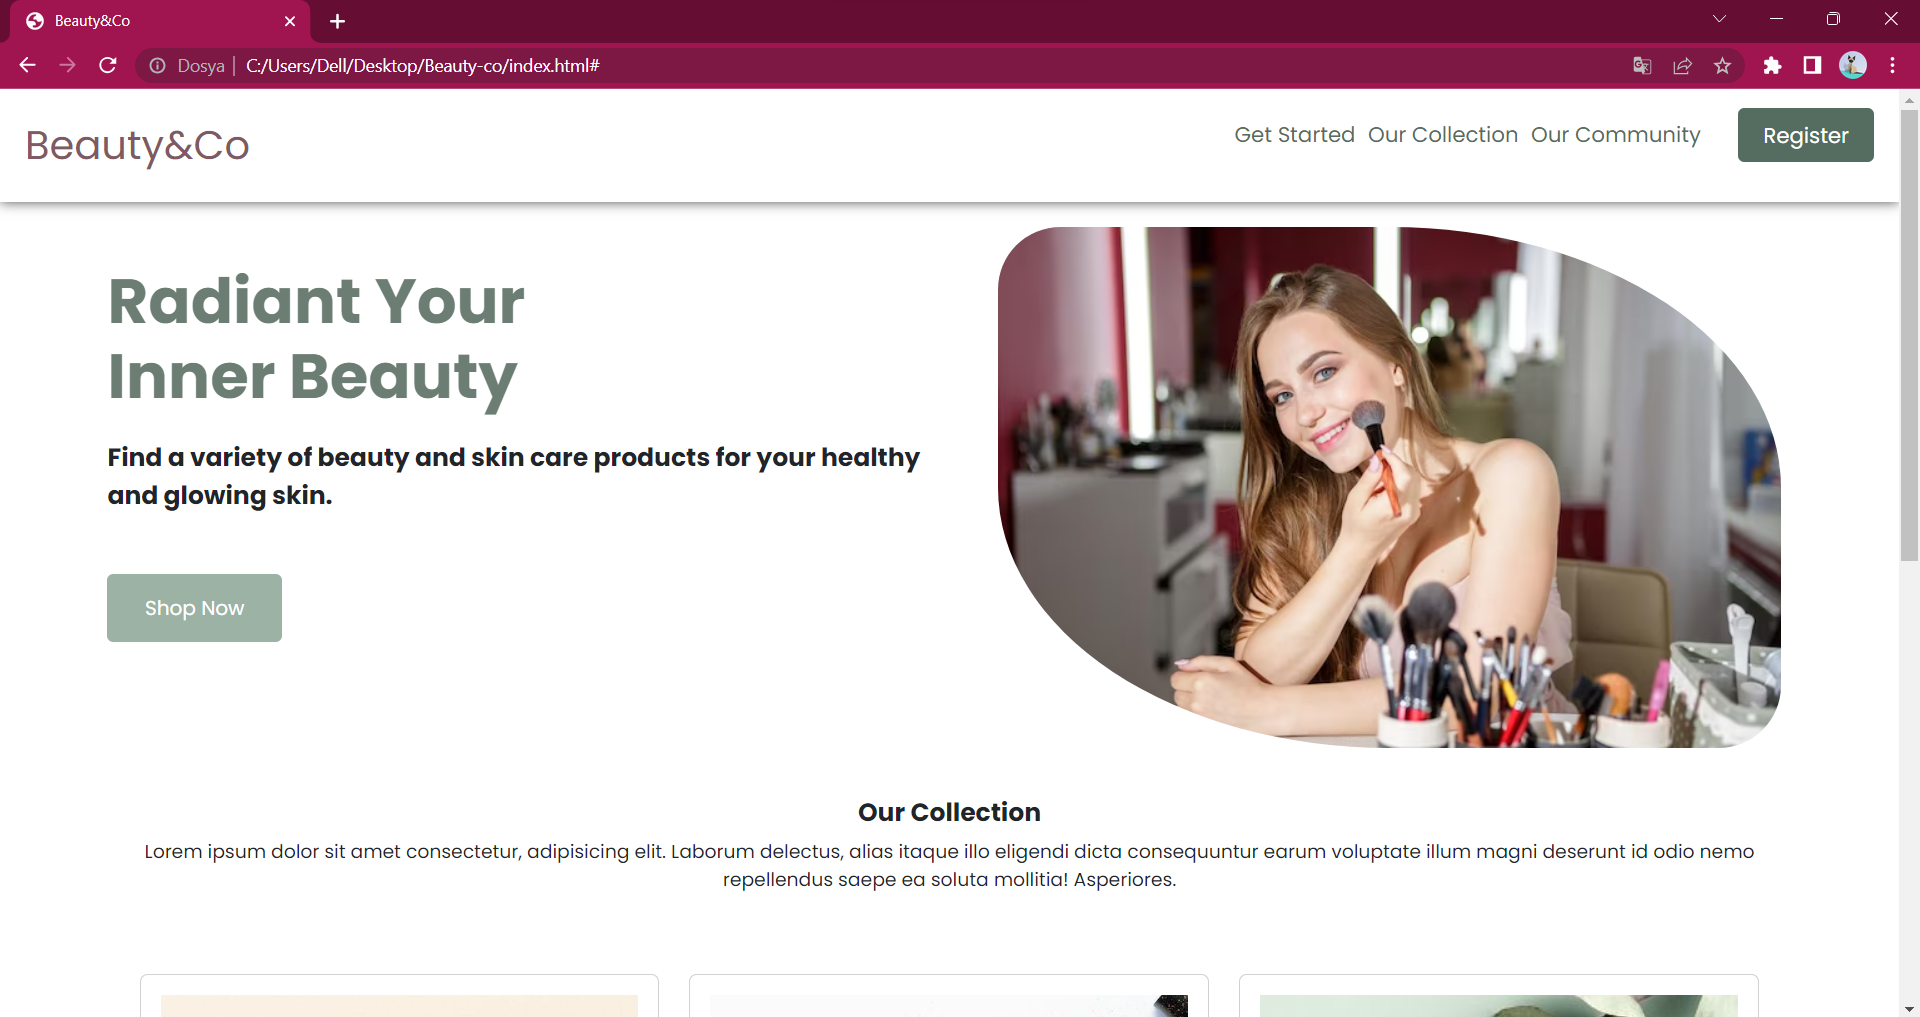 Beauty&Co
Dosya | C:/Users/Dell/Desktop/Beauty-co/index.html#
Beauty&Co
Get Started Our Collection Our Community Register
Radiant Your
Inner Beauty
Find a variety of beauty and skin care products for your healthy
and glowing skin.
Shop Now
Our Collection
Lorem ipsum dolor sit amet consectetur, adipisicing elit. Laborum delectus, alias itaque illo eligendi dicta consequuntur earum voluptate illum magni deserunt id odio nemo
repellendus saepe ea soluta mollitia! Asperiores.